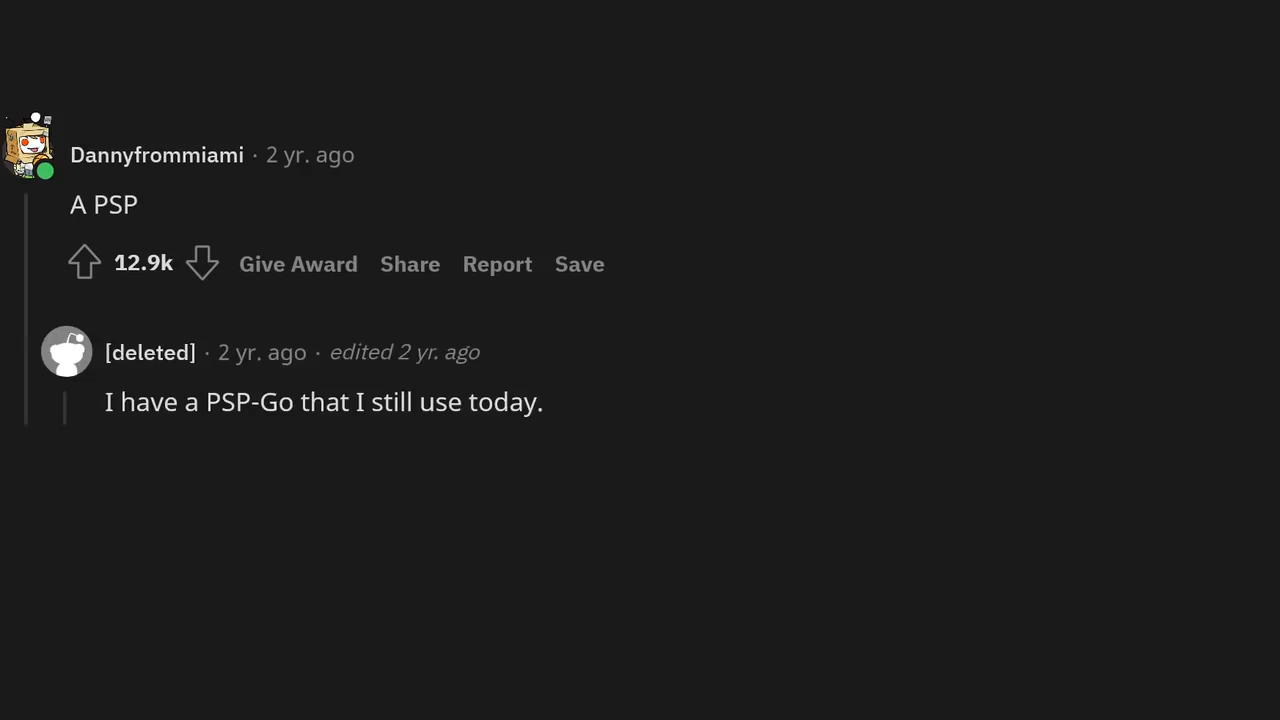 Dannyfrommiami · 2 yr. ago
A PSP
12.9k Give Award Share Report Save
[deleted] · 2 yr. ago · edited 2 yr. ago
I have a PSP-Go that I still use today.